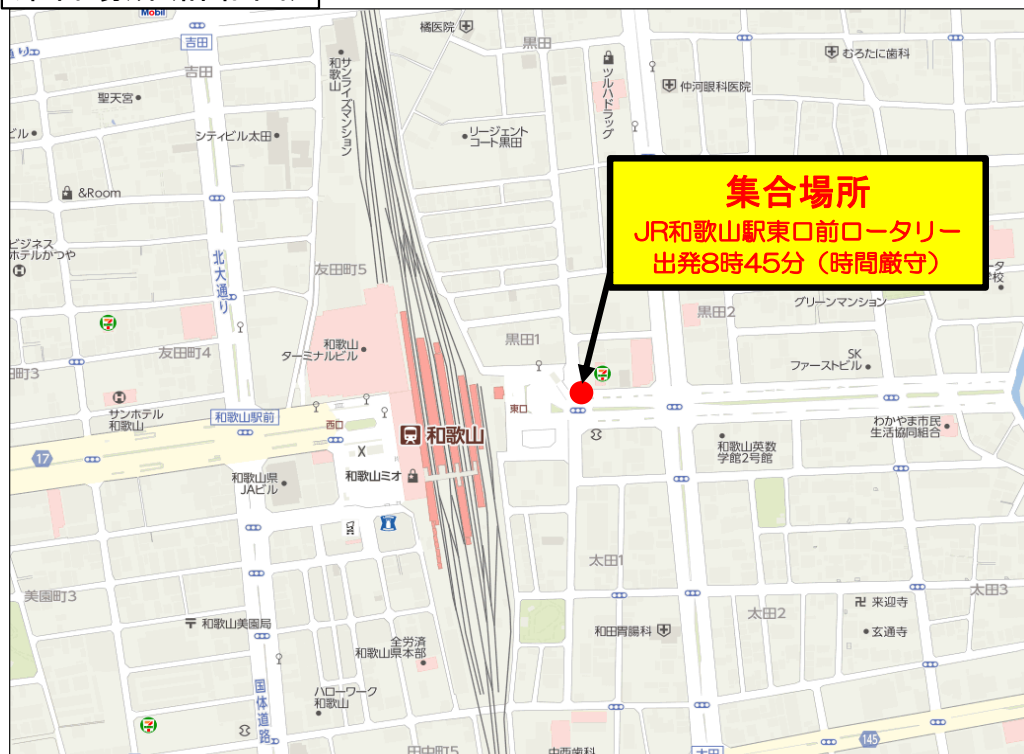 Mobil
吉田
吉田
聖天宮
シティビル太田
&Room
ビジネス
ホテルかつや
北大通り
サンライズマンション
和歌山
橘医院
黒田
ツルハドラッグ
仲河眼科医院
むろたに歯科
リージェント
コート黒田
集合場所
JR和歌山駅東口前ロータリー
出発8時45分（時間厳守）
友田町5
友田町4
和歌山
ターミナルビル
黒田1
黒田2
グリーンマンション
SK
ファーストビル
サンホテル
和歌山
和歌山駅前
西口
東口
和歌山
17
和歌山ミオ
和歌山県
JAビル
和歌山英数
学館2号館
わかやま市民
生活協同組合
美園町3
太田1
太田2
太田3
和歌山美園局
全労済
和歌山県本部
和田胃腸科
来迎寺
玄通寺
国体道路
ハローワーク
和歌山
田中町5
中西歯科
太田
145